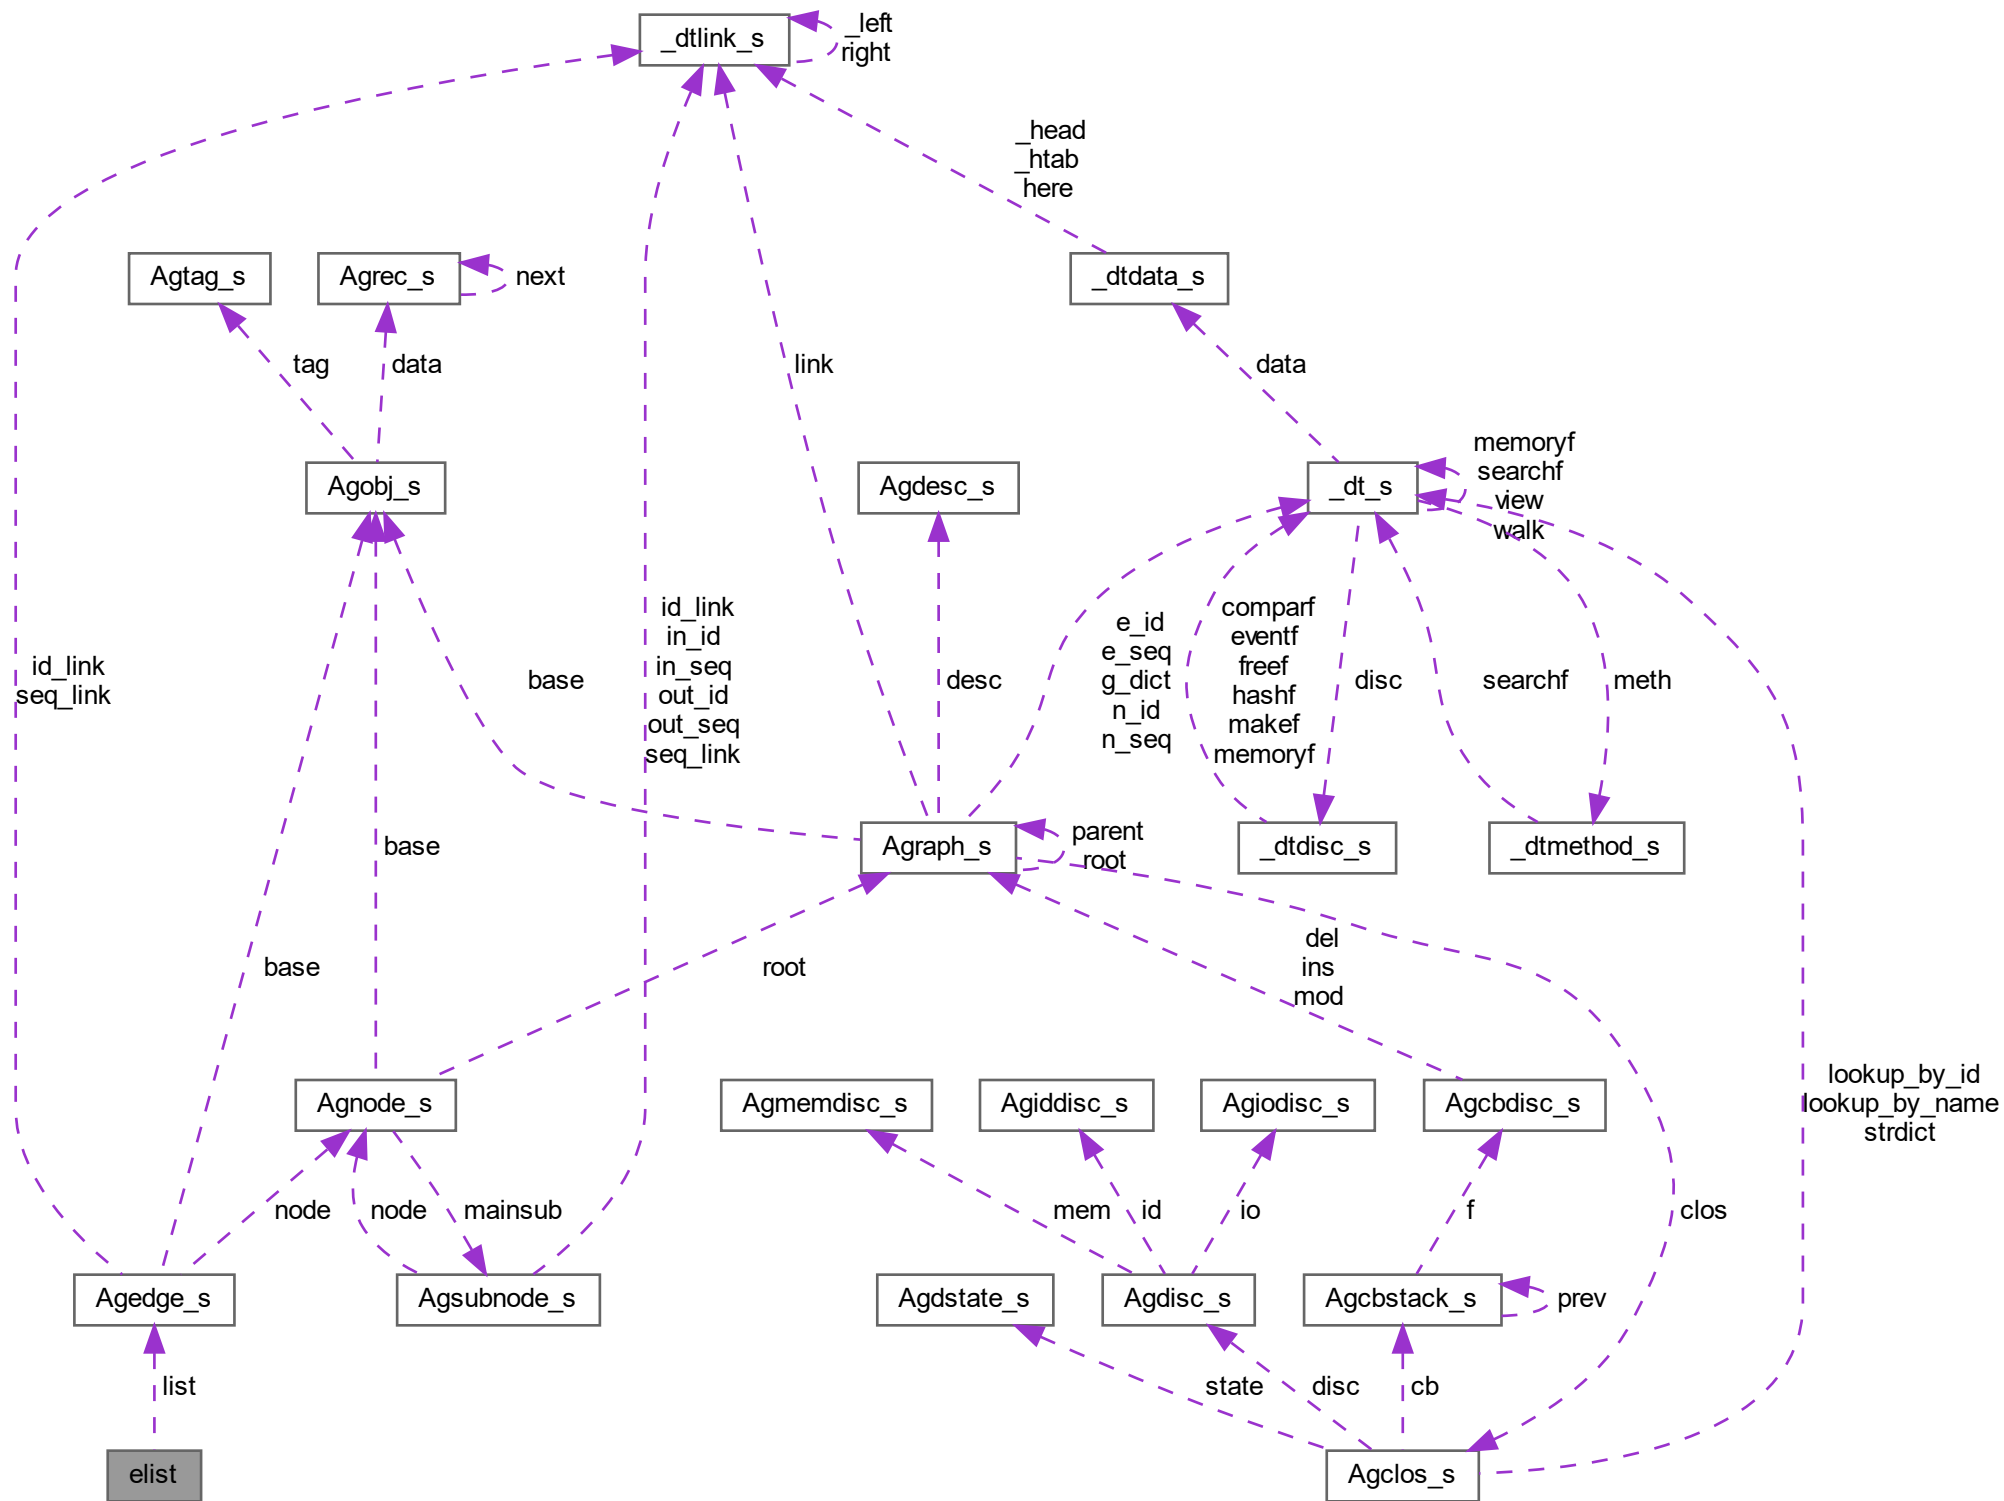 _dtlink_s
_left
right
_head
_htab
here
Agtag_s
Agrec_s
next
_dtdata_s
tag
data
link
data
Agobj_s
Agdesc_s
_dt_s
memoryf
searchf
view
walk
id_link
seq_link
base
id_link
in_id
in_seq
out_id
out_seq
seq_link
desc
e_id
e_seq
g_dict
n_id
n_seq
comparf
eventf
freef
hashf
makef
memoryf
disc
searchf
meth
base
Agraph_s
parent
root
_dtdisc_s
_dtmethod_s
base
root
del
ins
mod
Agnode_s
Agmemdisc_s
Agiddisc_s
Agiodisc_s
Agcbdisc_s
lookup_by_id
lookup_by_name
strdict
node
node
mainsub
mem
id
io
f
clos
Agedge_s
Agsubnode_s
Agdstate_s
Agdisc_s
Agcbstack_s
prev
list
state
disc
cb
elist
Agclos_s